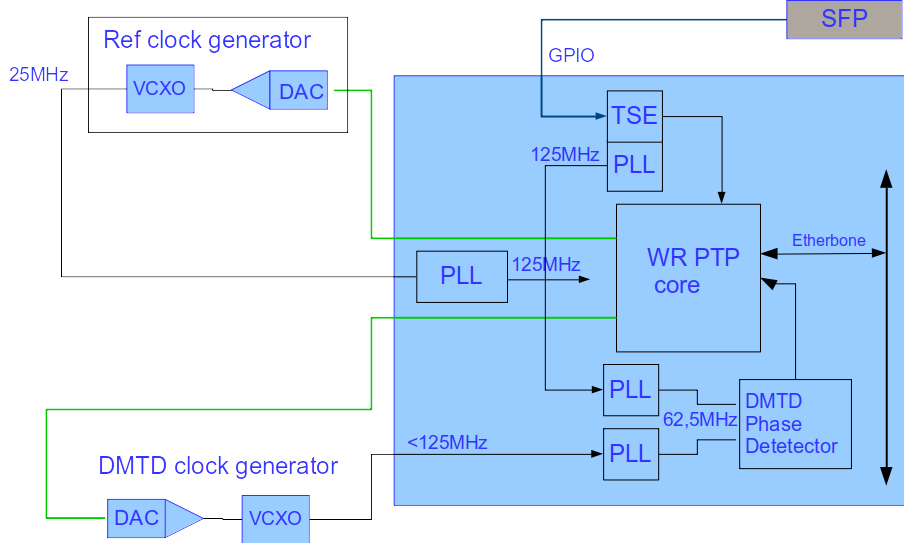 SFP
Ref clock generator
GPIO
25MHz
VCXO
DAC
TSE
125MHz
PLL
Etherbone
WR PTP
core
125MHz
PLL
PLL
DMTD
Phase
Detetector
62,5MHz
<125MHz
PLL
DMTD clock generator
DAC
VCXO